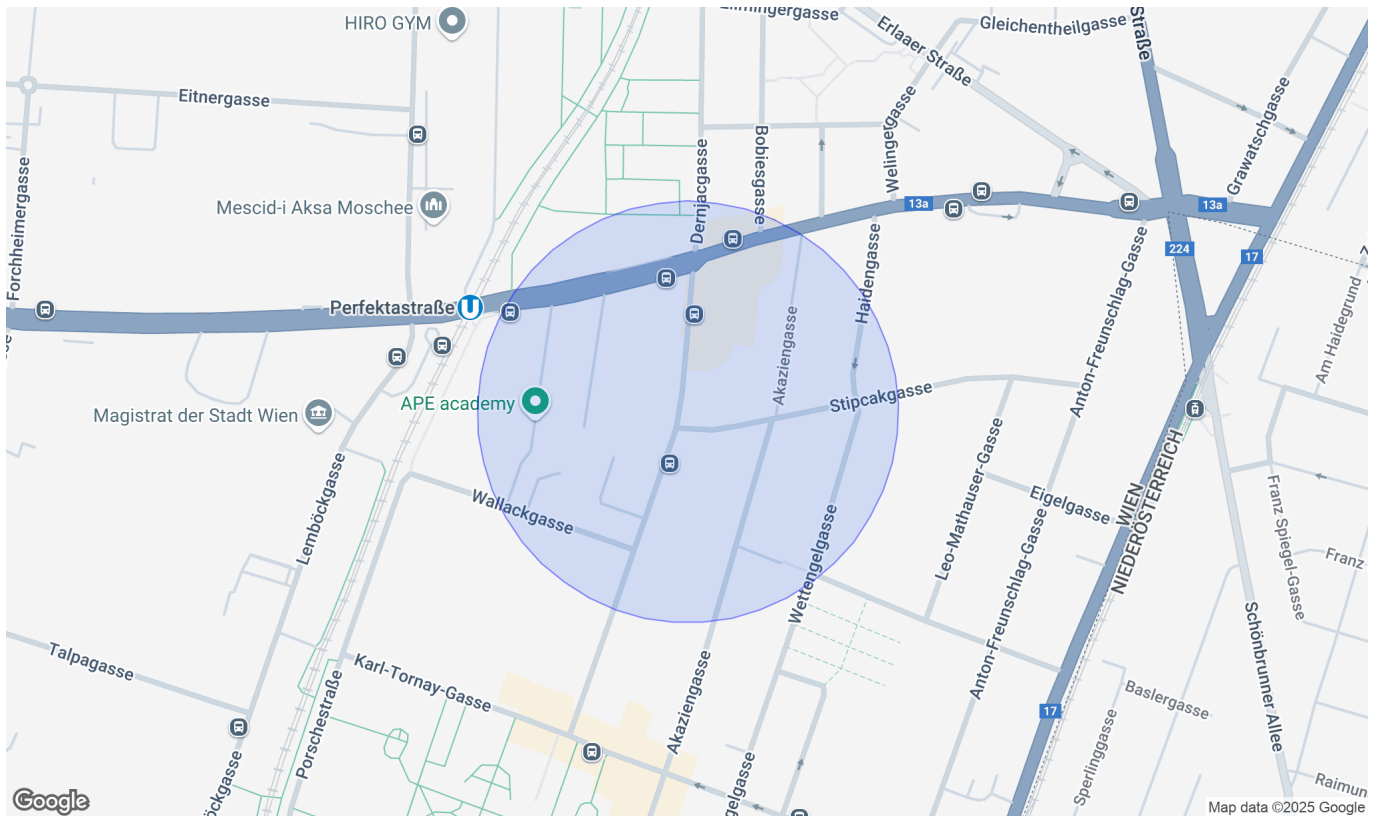 HIRO GYM
Gleichentheilgasse
Straße
Erlaaer Straße
Eitnergasse
Grawatschgasse
Welingergasse
Bobiesgasse
Dernjacgasse
Forchheimergasse
Mescid-i Aksa Moschee
13a
13a
224
17
Haidengasse
Anton-Freunschlag-Gasse
Am Haidegrund
Perfektastraße
U
Akaziengasse
Stipcakgasse
APE academy
Magistrat der Stadt Wien
Leo-Mathauser-Gasse
WIEN
NIEDERÖSTERREICH
Eigelgasse
Franz-Spiegel-Gasse
Franz
Wallackgasse
Lemböckgasse
Wettengelgasse
Anton-Freunschlag-Gasse
Schönbrunner Allee
Talpagasse
Karl-Tornay-Gasse
Akaziengasse
Porschestraße
17
Baslergasse
Sperlinggasse
öckgasse
gelgasse
Raimun
Google
Map data ©2025 Google